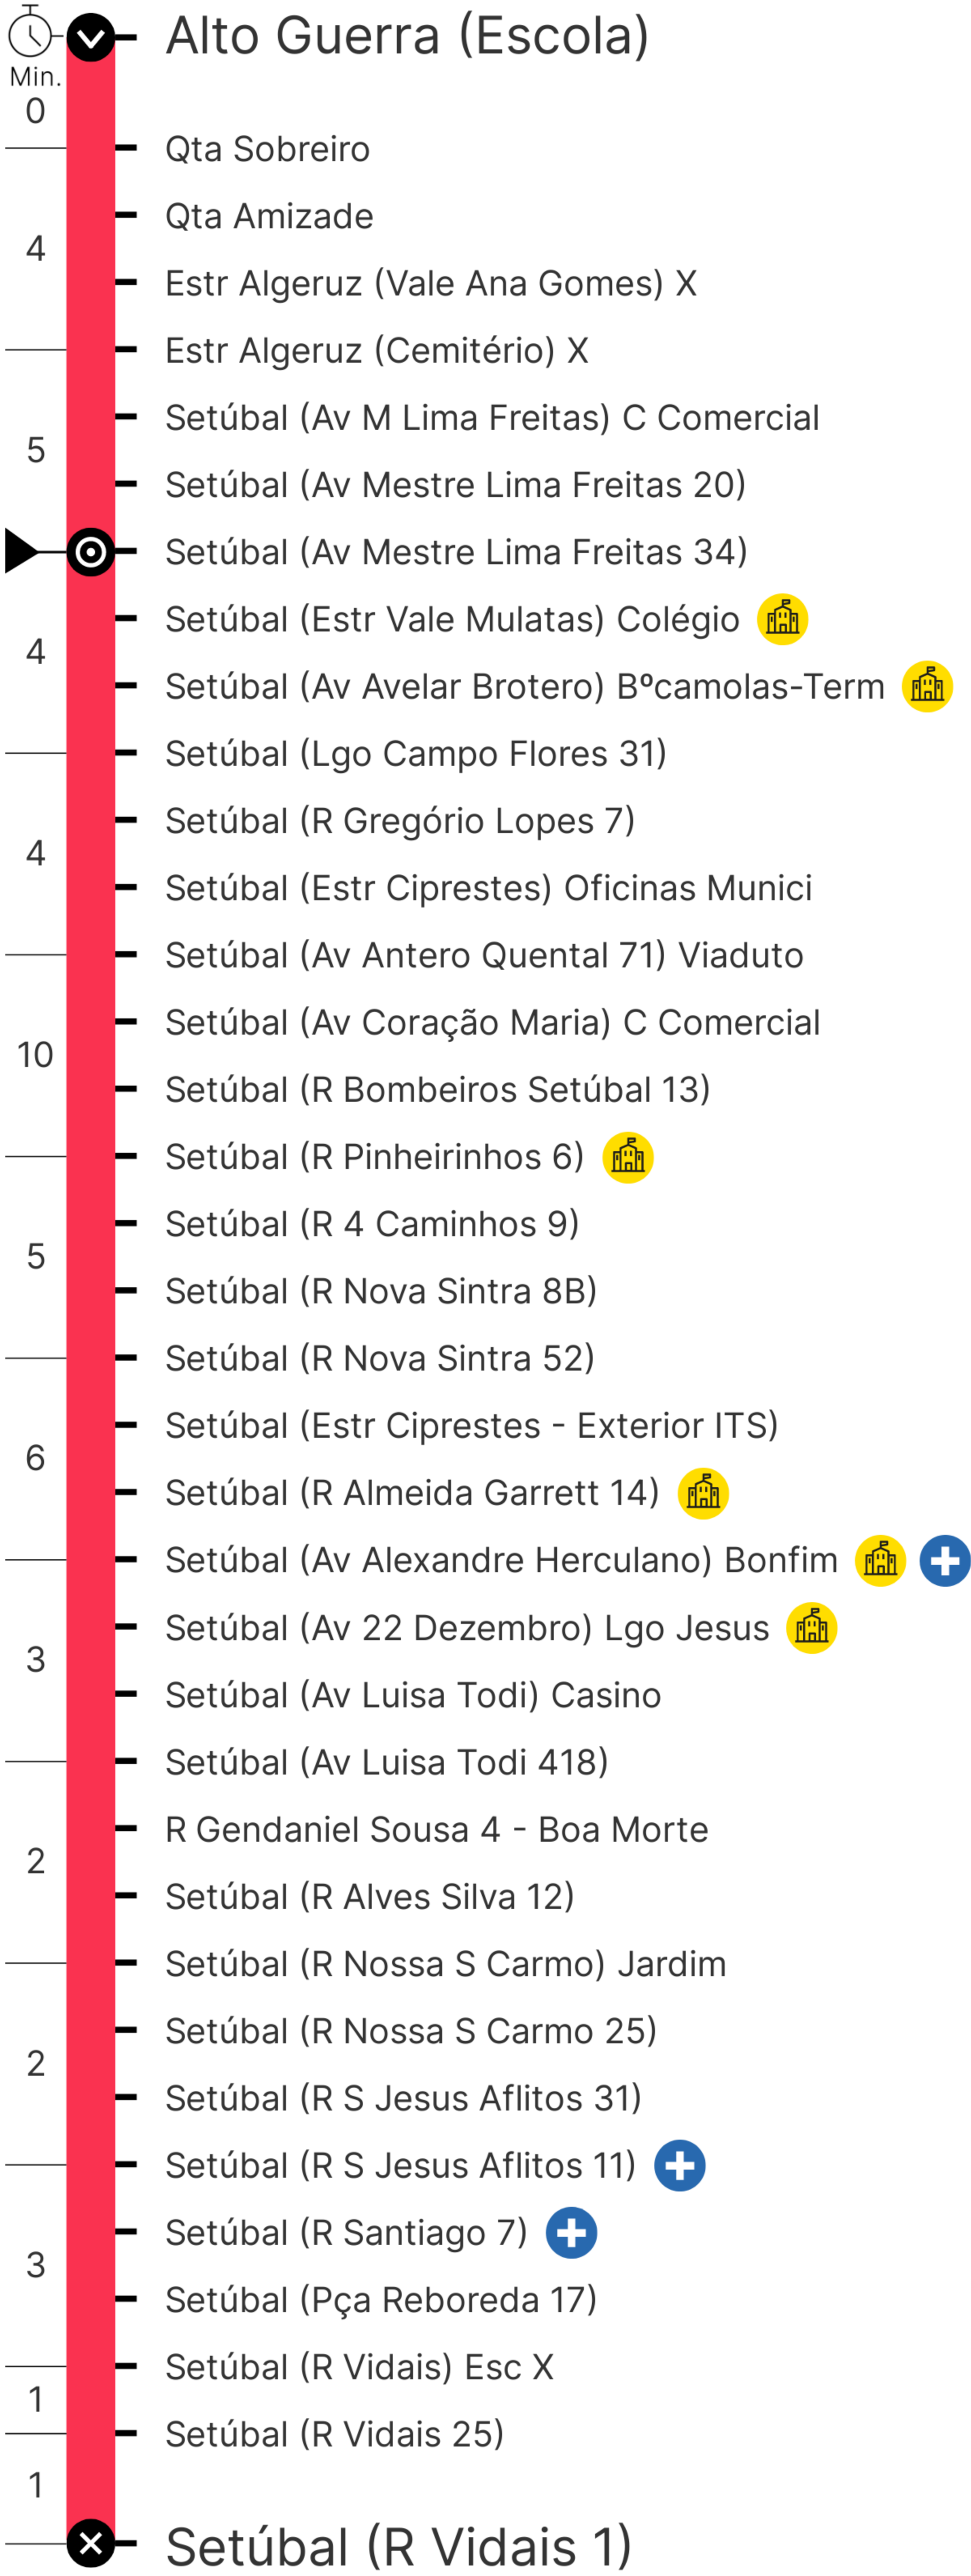 Alto Guerra (Escola)
Min.
0
Qta Sobreiro
Qta Amizade
4
Estr Algeruz (Vale Ana Gomes) X
Estr Algeruz (Cemitério) X
Setúbal (Av M Lima Freitas) C Comercial
5
Setúbal (Av Mestre Lima Freitas 20)
Setúbal (Av Mestre Lima Freitas 34)
Setúbal (Estr Vale Mulatas) Colégio
4
Setúbal (Av Avelar Brotero) Bºcamolas-Term
Setúbal (Lgo Campo Flores 31)
Setúbal (R Gregório Lopes 7)
4
Setúbal (Estr Ciprestes) Oficinas Munici
Setúbal (Av Antero Quental 71) Viaduto
Setúbal (Av Coração Maria) C Comercial
10
Setúbal (R Bombeiros Setúbal 13)
Setúbal (R Pinheirinhos 6)
Setúbal (R 4 Caminhos 9)
5
Setúbal (R Nova Sintra 8B)
Setúbal (R Nova Sintra 52)
Setúbal (Estr Ciprestes - Exterior ITS)
6
Setúbal (R Almeida Garrett 14)
Setúbal (Av Alexandre Herculano) Bonfim
Setúbal (Av 22 Dezembro) Lgo Jesus
3
Setúbal (Av Luisa Todi) Casino
Setúbal (Av Luisa Todi 418)
R Gendaniel Sousa 4 - Boa Morte
2
Setúbal (R Alves Silva 12)
Setúbal (R Nossa S Carmo) Jardim
Setúbal (R Nossa S Carmo 25)
2
Setúbal (R S Jesus Aflitos 31)
Setúbal (R S Jesus Aflitos 11)
Setúbal (R Santiago 7)
3
Setúbal (Pça Reboreda 17)
Setúbal (R Vidais) Esc X
1
Setúbal (R Vidais 25)
1
Setúbal (R Vidais 1)